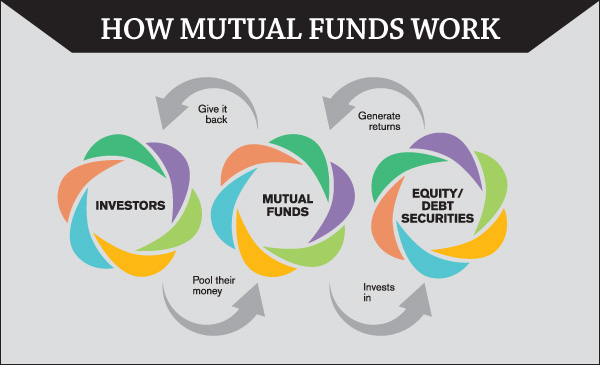 HOW MUTUAL FUNDS WORK
Give it
back
Generate
returns
INVESTORS
MUTUAL
FUNDS
EQUITY/
DEBT
SECURITIES
Pool their
money
Invests
in